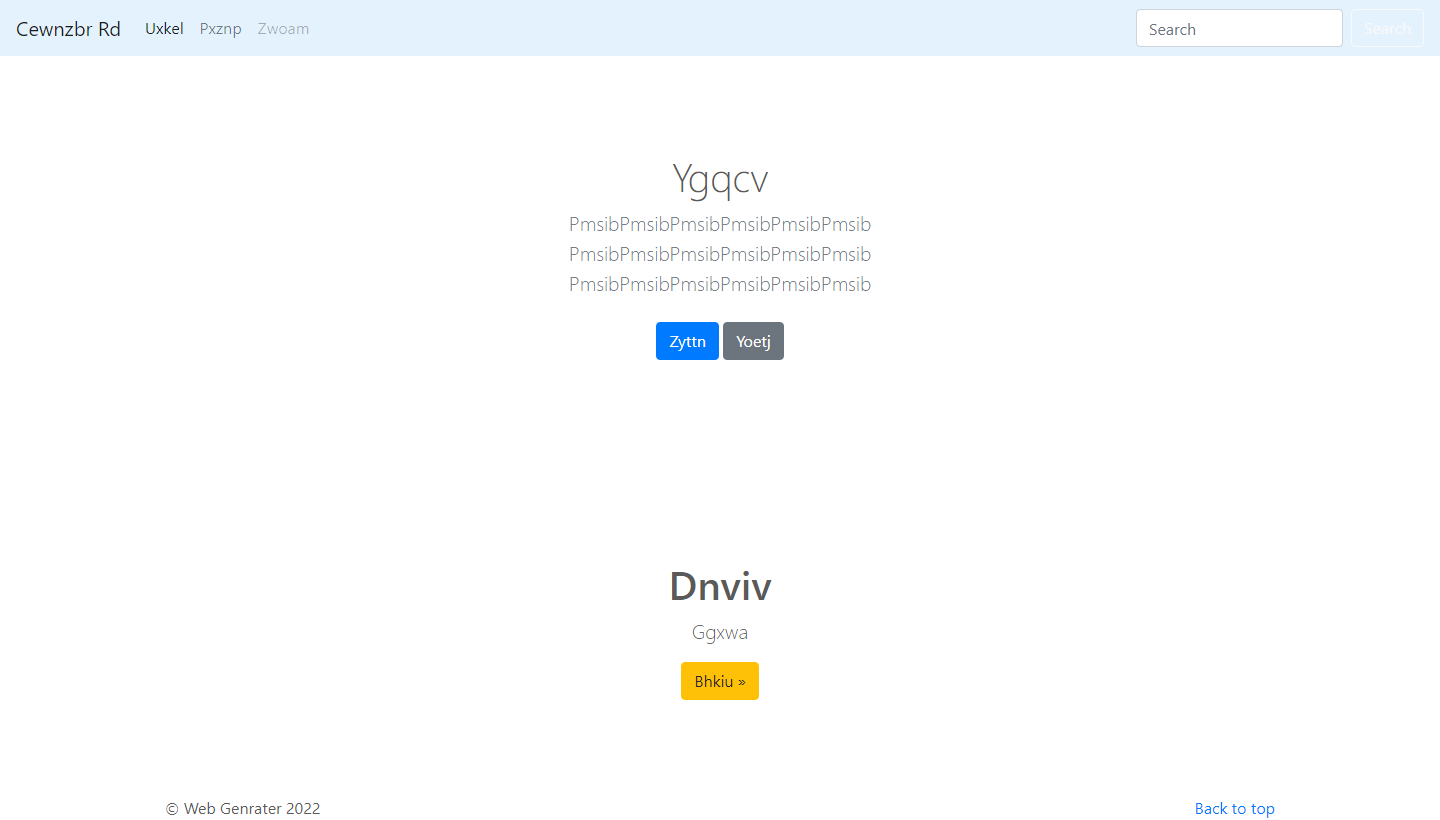 Cewnzbr Rd Uxkel Pxznp Zwoam Search Search
Ygqcv
PmsibPmsibPmsibPmsibPmsibPmsib
PmsibPmsibPmsibPmsibPmsibPmsib
PmsibPmsibPmsibPmsibPmsibPmsib
Zyttn Yoetj
Dnviv
Ggxwa
Bhkiu »
© Web Genrater 2022 Back to top